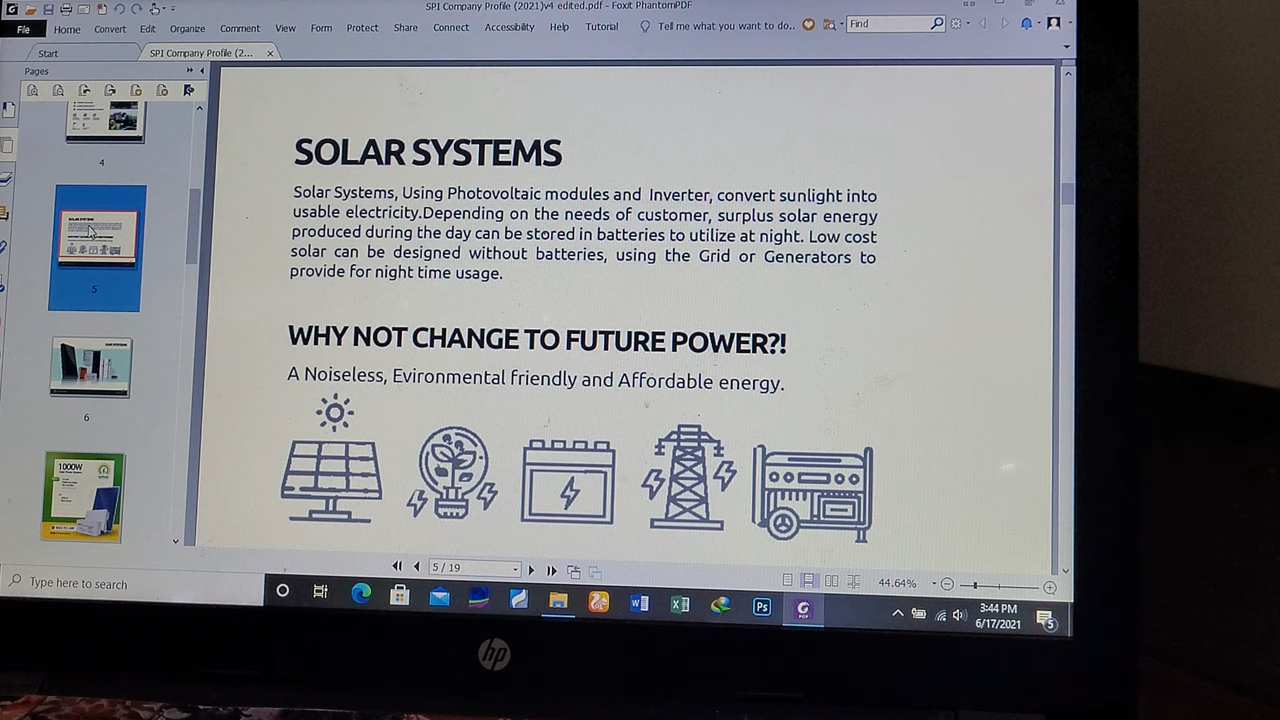 SPI Company Profile (2021)v4 edited.pdf - Foxit PhantomPDF
File Home Convert Edit Organize Comment View Form Protect Share Connect Accessibility Help Tutorial Tell me what you want to do.. Find
Start SPI Company Profile (2...
Pages
4
5
6
1000W
SOLAR SYSTEMS
Solar Systems, Using Photovoltaic modules and Inverter, convert sunlight into
usable electricity.Depending on the needs of customer, surplus solar energy
produced during the day can be stored in batteries to utilize at night. Low cost
solar can be designed without batteries, using the Grid or Generators to
provide for night time usage.
WHY NOT CHANGE TO FUTURE POWER?!
A Noiseless, Evironmental friendly and Affordable energy.
5 / 19
44.64%
Type here to search
3:44 PM
6/17/2021
5
hp